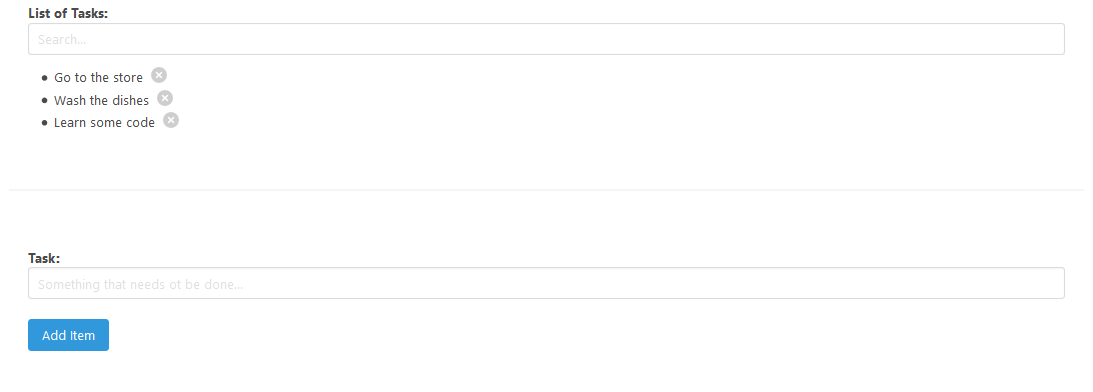 List of Tasks:
Search...
Go to the store
Wash the dishes
Learn some code
Task:
Something that needs ot be done...
Add Item